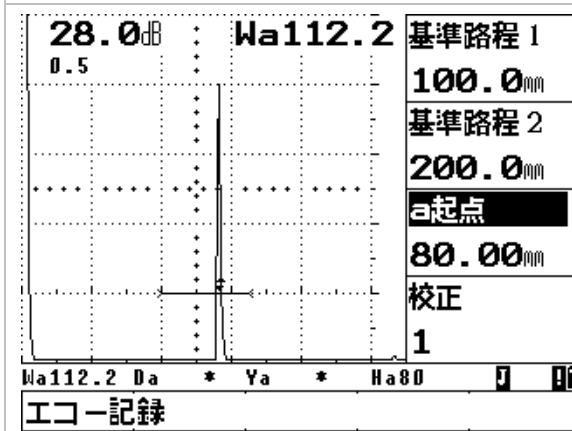 28.0dB Wa112.2
0.5
基準路程 1
100.0mm
基準路程 2
200.0mm
a起点
80.00mm
校正
1
Wa112.2 Da * Ya * Ha80 J
エコー記録